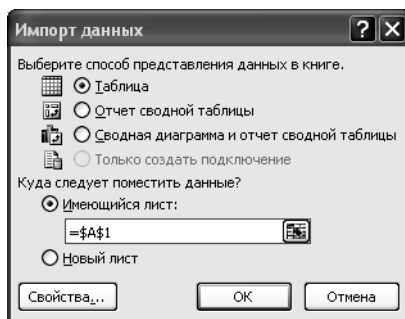 Импорт данных
Выберите способ представления данных в книге.
Таблица
Отчет сводной таблицы
Сводная диаграмма и отчет сводной таблицы
Только создать подключение
Куда следует поместить данные?
Имеющийся лист:
=$A$1
Новый лист
Свойства... ОК Отмена